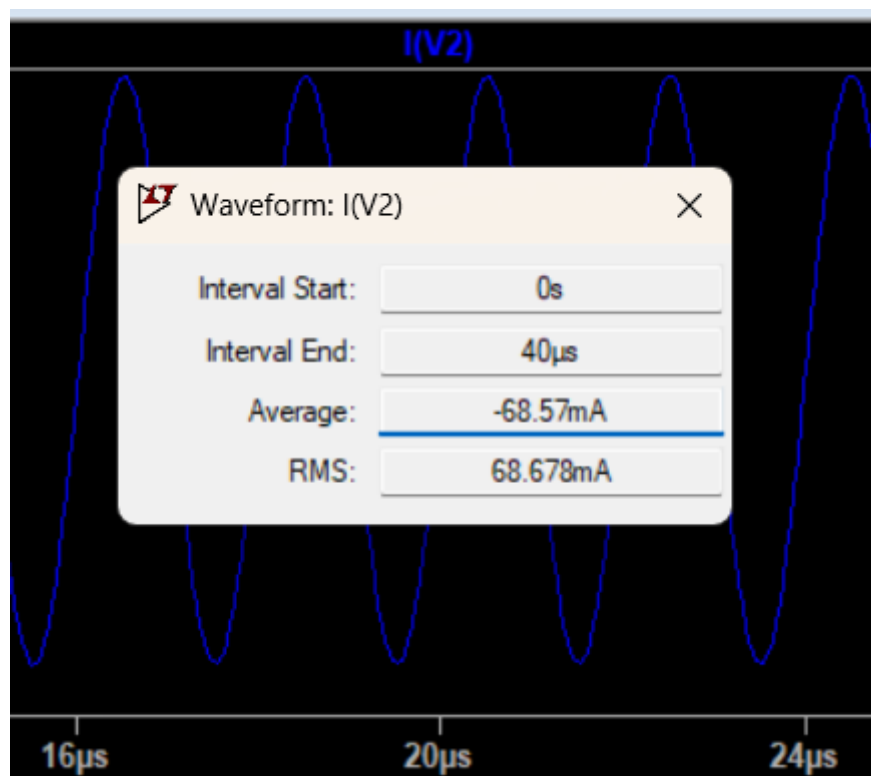 I(V2)
Waveform: I(V2)
Interval Start: 0s
Interval End: 40µs
Average: -68.57mA
RMS: 68.678mA
16µs 20µs 24µs